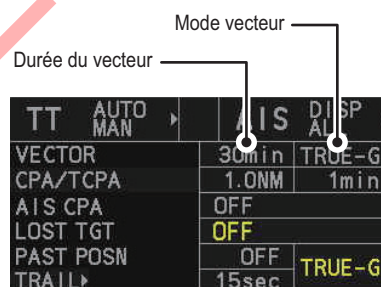 Mode vecteur
Durée du vecteur
TT AUTO MAN AIS DISP ALL
VECTOR 30min TRUE-G
CPA/TCPA 1.0NM 1min
AIS CPA OFF
LOST TGT OFF
PAST POSN OFF TRUE-G
TRAIL 15sec